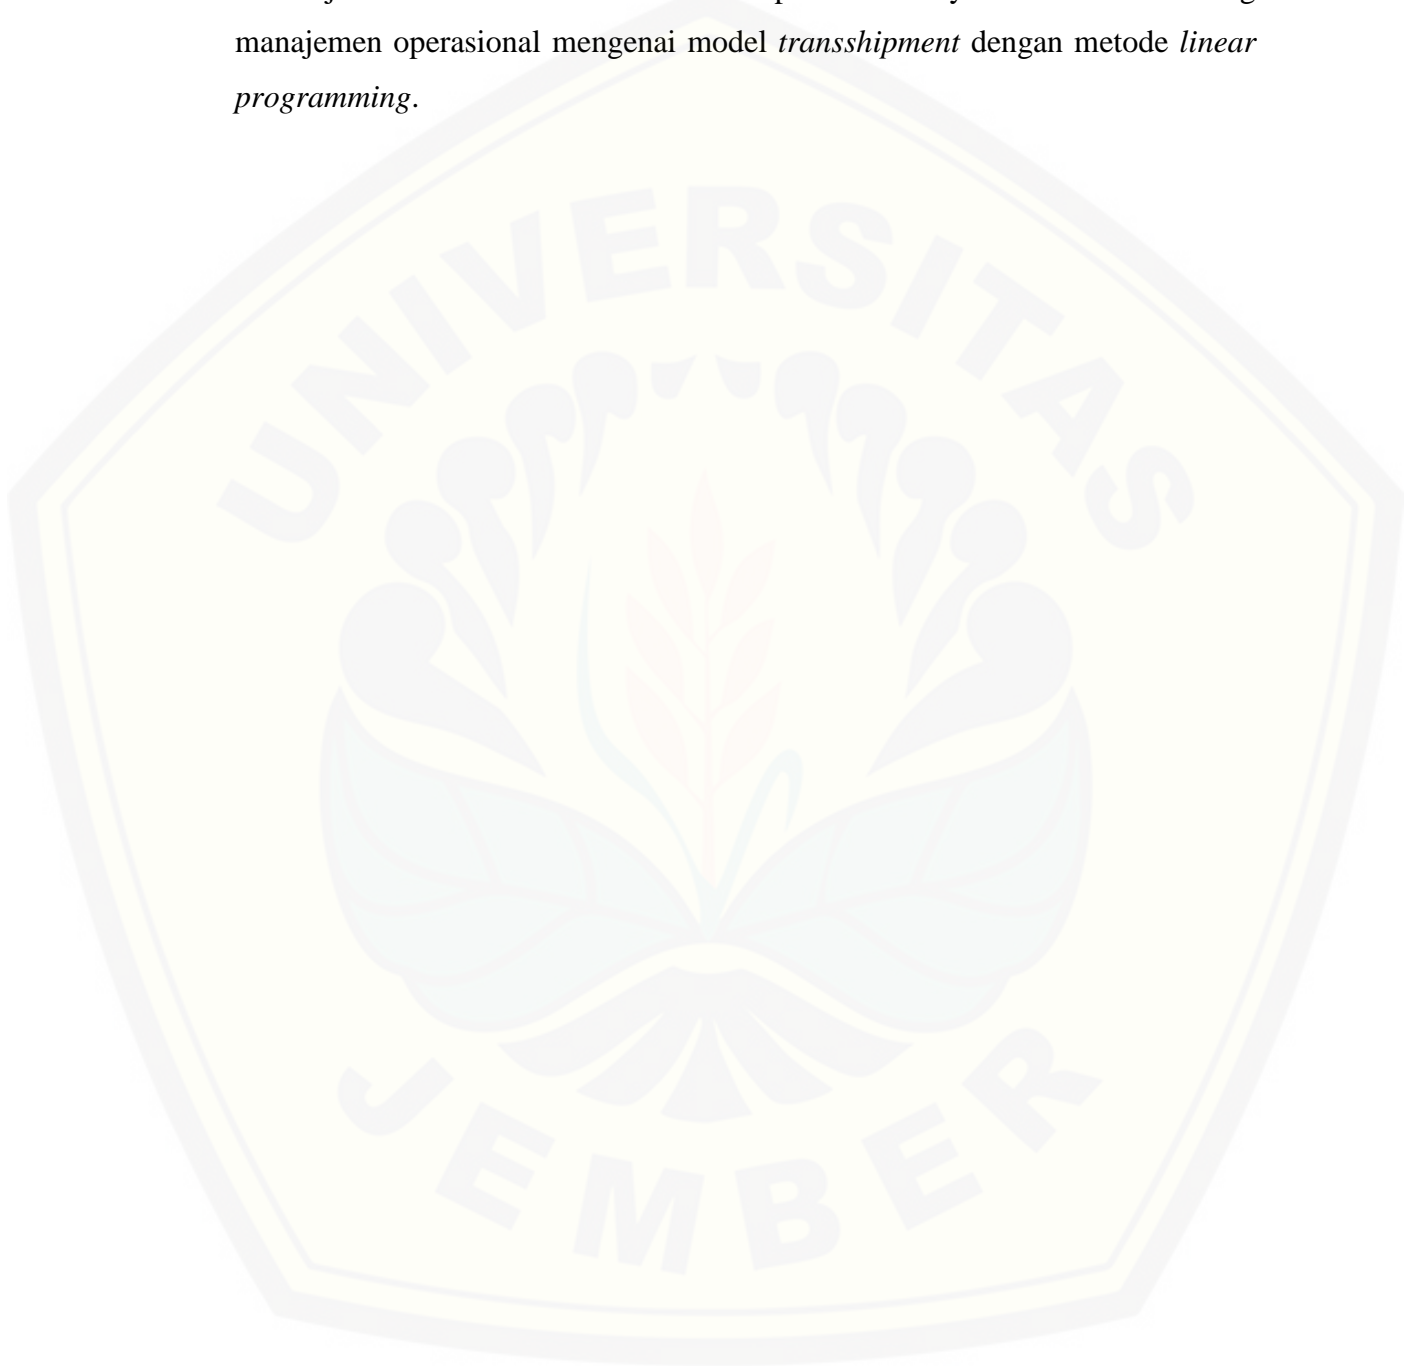 manajemen operasional mengenai model transshipment dengan metode linear
programming.
UNIVERSITAS
JEMBER